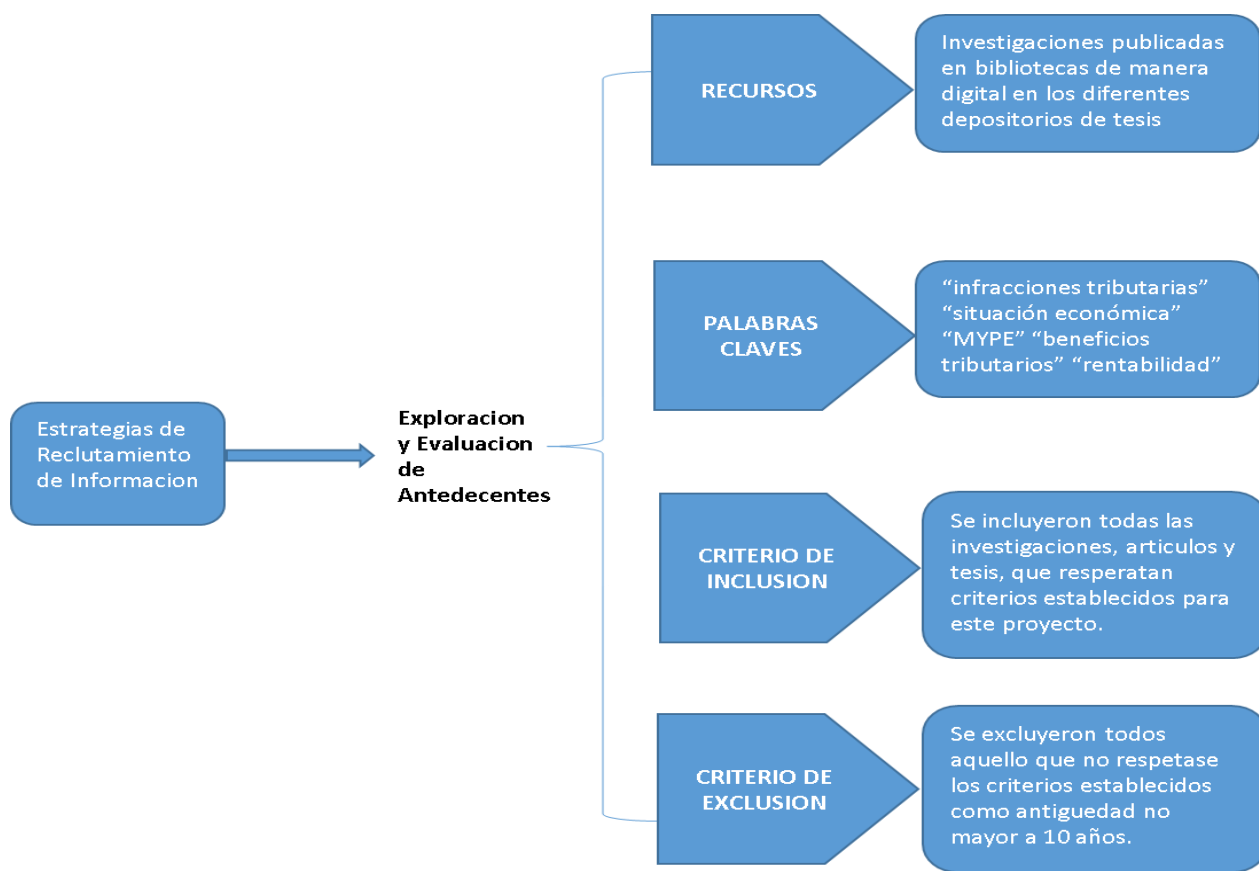 Estrategias de
Reclutamiento
de Informacion
Exploracion
y Evaluacion
de
Antedecentes
RECURSOS
Investigaciones publicadas
en bibliotecas de manera
digital en los diferentes
depositorios de tesis
PALABRAS
CLAVES
“infracciones tributarias”
“situación económica”
“MYPE” “beneficios
tributarios” “rentabilidad”
CRITERIO DE
INCLUSION
Se incluyeron todas las
investigaciones, articulos y
tesis, que resperatan
criterios establecidos para
este proyecto.
CRITERIO DE
EXCLUSION
Se excluyeron todos
aquello que no respetase
los criterios establecidos
como antiguedad no
mayor a 10 años.